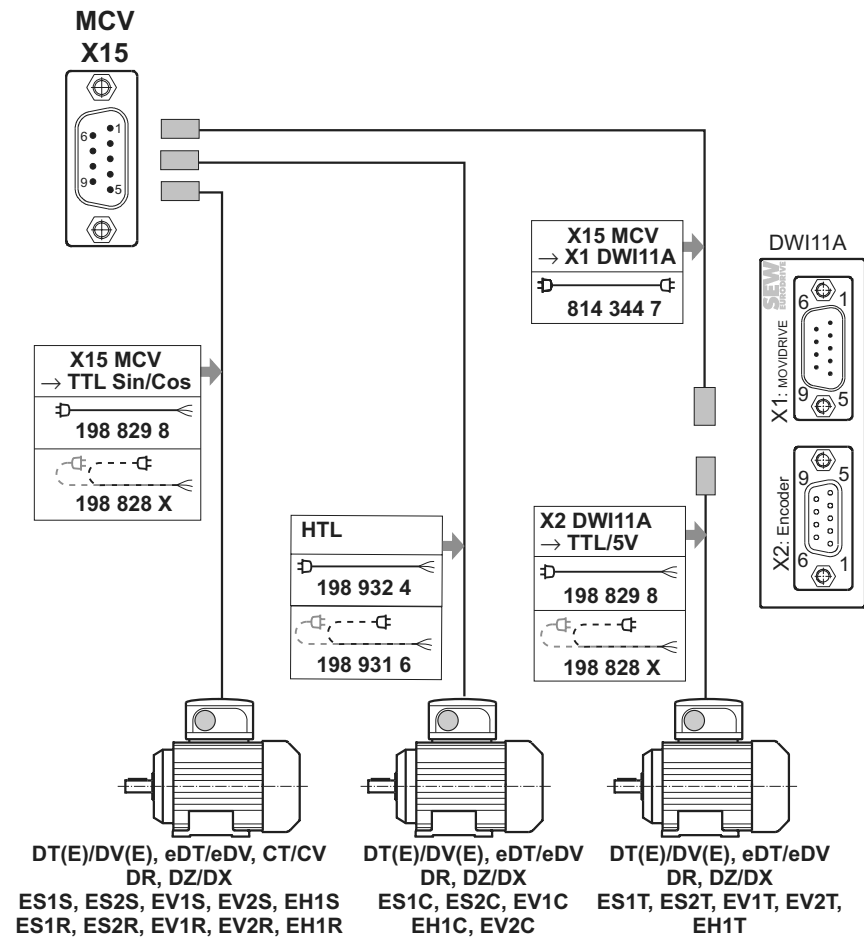 MCV
X15
6
1
9
5
X15 MCV
→ X1 DWI11A
814 344 7
DWI11A
SEW
EURODRIVE
6
1
X1: MOVIDRIVE
9
5
9
5
X2: Encoder
6
1
X15 MCV
→ TTL Sin/Cos
198 829 8
198 828 X
HTL
198 932 4
198 931 6
X2 DWI11A
→ TTL/5V
198 829 8
198 828 X
DT(E)/DV(E), eDT/eDV, CT/CV
DR, DZ/DX
ES1S, ES2S, EV1S, EV2S, EH1S
ES1R, ES2R, EV1R, EV2R, EH1R
DT(E)/DV(E), eDT/eDV
DR, DZ/DX
ES1C, ES2C, EV1C
EH1C, EV2C
DT(E)/DV(E), eDT/eDV
DR, DZ/DX
ES1T, ES2T, EV1T, EV2T,
EH1T